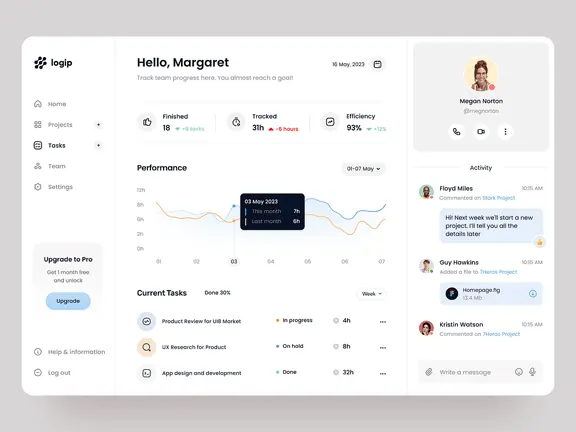 logip
Home
Projects
Tasks
Team
Settings
Upgrade to Pro
Get 1 month free
and unlock
Upgrade
Help & information
Log out
Hello, Margaret
Track team progress here. You almost reach a goal!
16 May, 2023
Finished
18 +8 tasks
Tracked
31h +6 hours
Efficiency
93% +12%
Performance
01-07 May
8h
6h
2h
0h
03 May 2023
This month 7h
Last month 6h
01
02
03
04
05
06
07
Current Tasks
Done 30%
Week
Product Review for UI8 Market
In progress
4h
UX Research for Product
On hold
8h
App design and development
Done
32h
Megan Norton
@megnorton
Activity
Floyd Miles
10:15 AM
Commented on Stark Project
Hi! Next week we'll start a new
project. I'll tell you all the
details later
Guy Hawkins
10:15 AM
Added a file to 7Heros Project
Homepage.fig
13.4 Mb
Kristin Watson
10:15 AM
Commented on 7Heros Project
Write a message